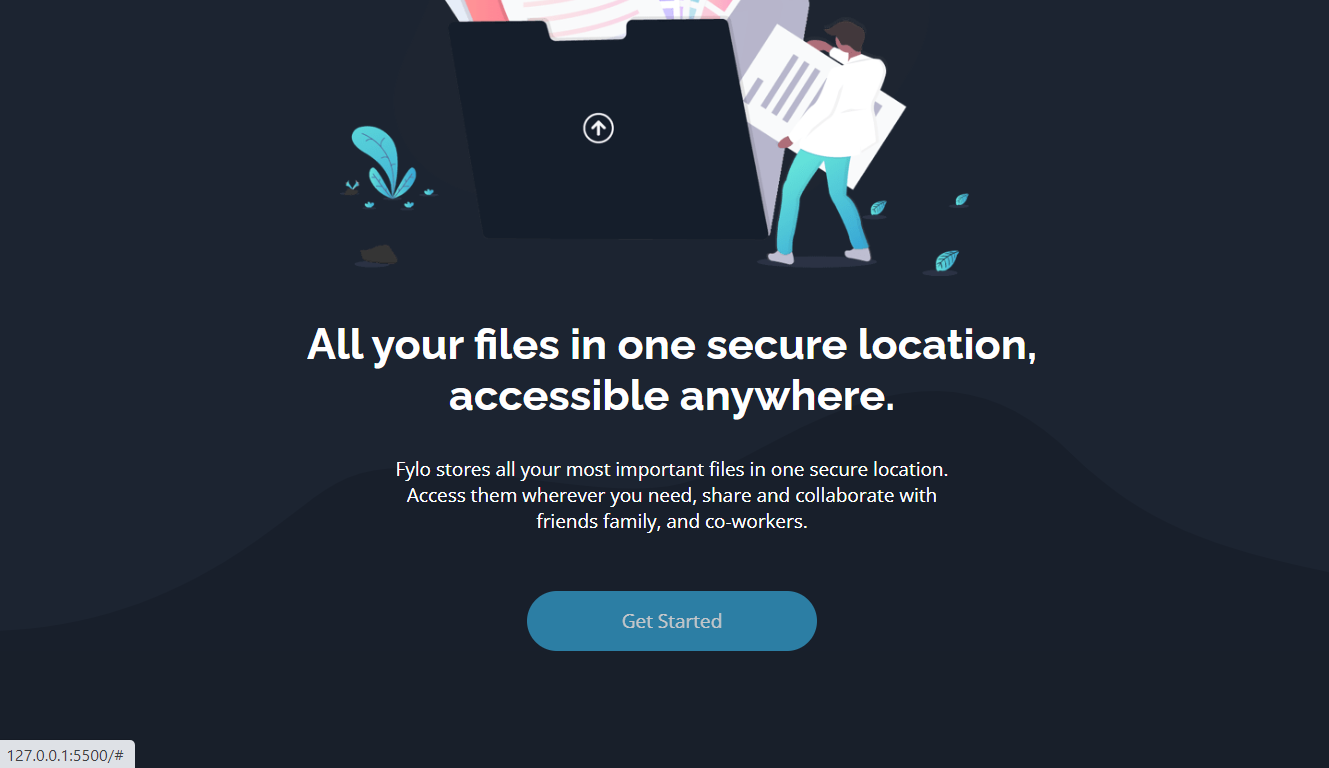 All your files in one secure location,
accessible anywhere.
Fylo stores all your most important files in one secure location.
Access them wherever you need, share and collaborate with
friends family, and co-workers.
Get Started
127.0.0.1:5500/#